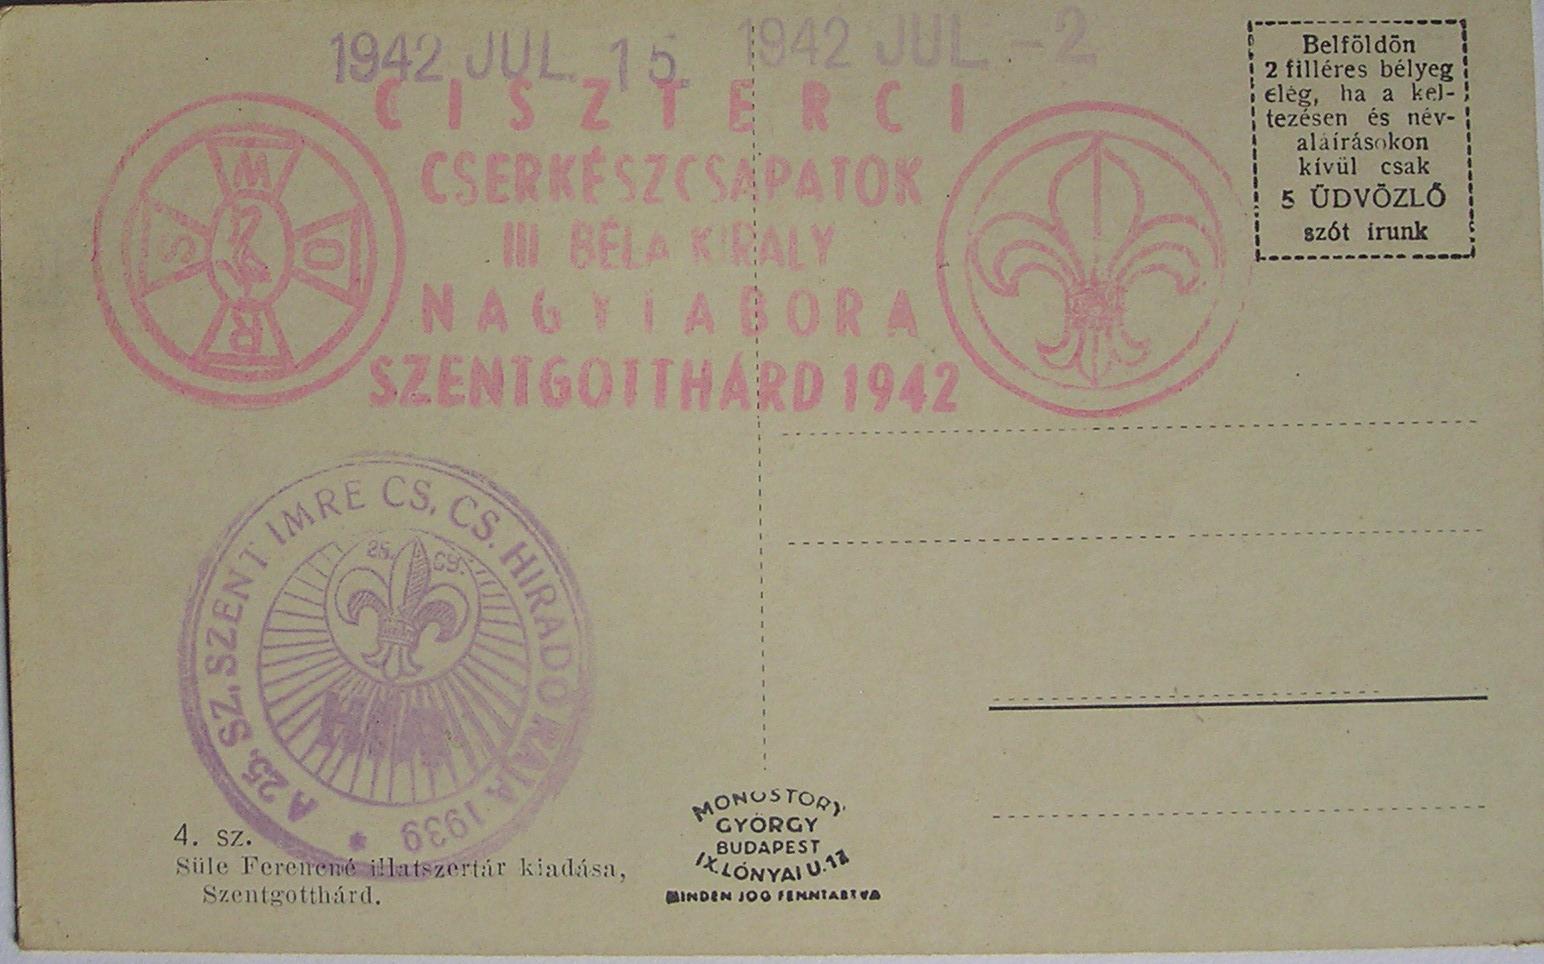 1942 JUL. 15.
1942 JUL. - 2
CISZTERCI
CSERKÉSZCSAPATOK
III BÉLA KIRÁLY
NAGYTÁBORA
SZENTGOTTHÁRD 1942
M O R S
Belföldön
2 filléres bélyeg
elég, ha a kel-
tezésen és név-
aláírásokon
kívül csak
5 ÜDVÖZLŐ
szót irunk
A 25. SZ. SZENT IMRE CS. CS. HIRADÓ RAJA 1939 *
25. CS.
4. sz.
Süle Ferencné illatszertár kiadása,
Szentgotthárd.
MONOSTORY
GYÖRGY
BUDAPEST
IX. LÓNYAI U. 17
MINDEN JOG FENNTARTVA